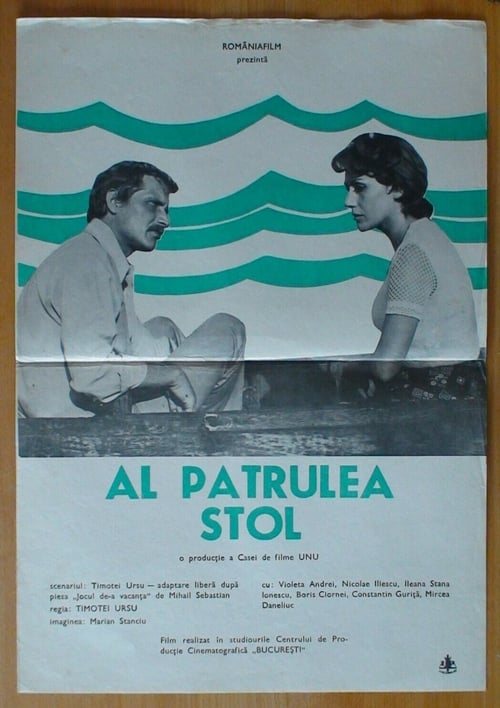 ROMÂNIAFILM
prezintă
AL PATRULEA
STOL
o producție a Casei de filme UNU
scenariul: Timotei Ursu — adaptare liberă după
piesa „Jocul de-a vacanța" de Mihail Sebastian
regia: TIMOTEI URSU
imaginea: Marian Stanciu
cu: Violeta Andrei, Nicolae Iliescu, Ileana Stana
Ionescu, Boris Ciornei, Constantin Guriță, Mircea
Daneliuc
Film realizat în studiourile Centrului de Pro-
ducție Cinematografică „BUCUREȘTI"